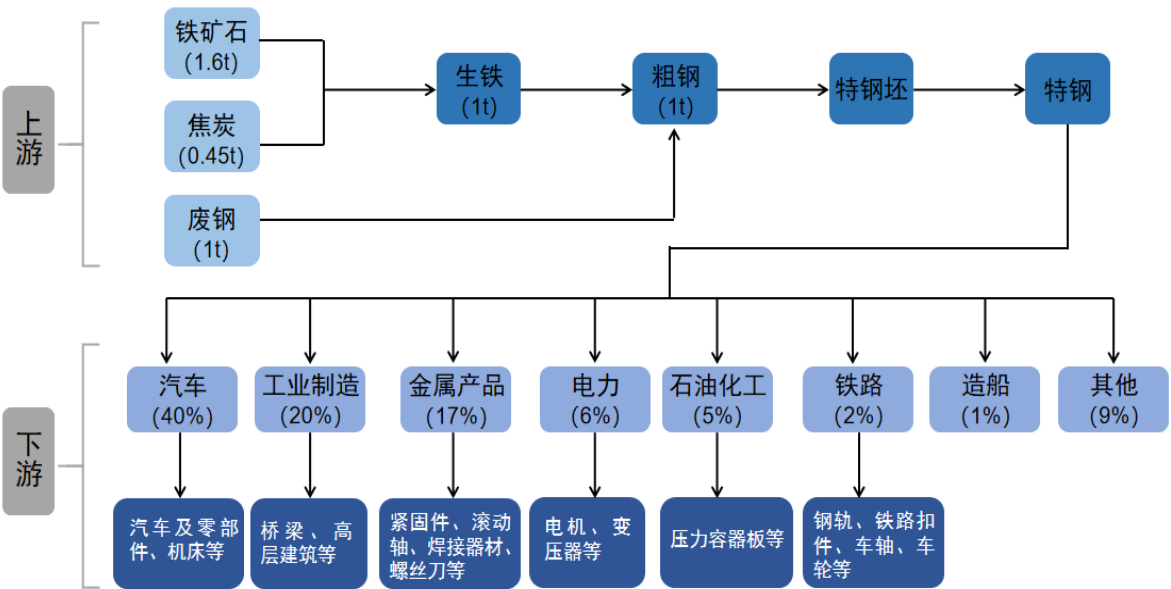 上游
铁矿石
(1.6t)
焦炭
(0.45t)
废钢
(1t)
生铁
(1t)
粗钢
(1t)
特钢坯
特钢
下游
汽车
(40%)
工业制造
(20%)
金属产品
(17%)
电力
(6%)
石油化工
(5%)
铁路
(2%)
造船
(1%)
其他
(9%)
汽车及零部
件、机床等
桥梁、高
层建筑等
紧固件、滚动
轴、焊接器材、
螺丝刀等
电机、变
压器等
压力容器板等
钢轨、铁路扣
件、车轴、车
轮等